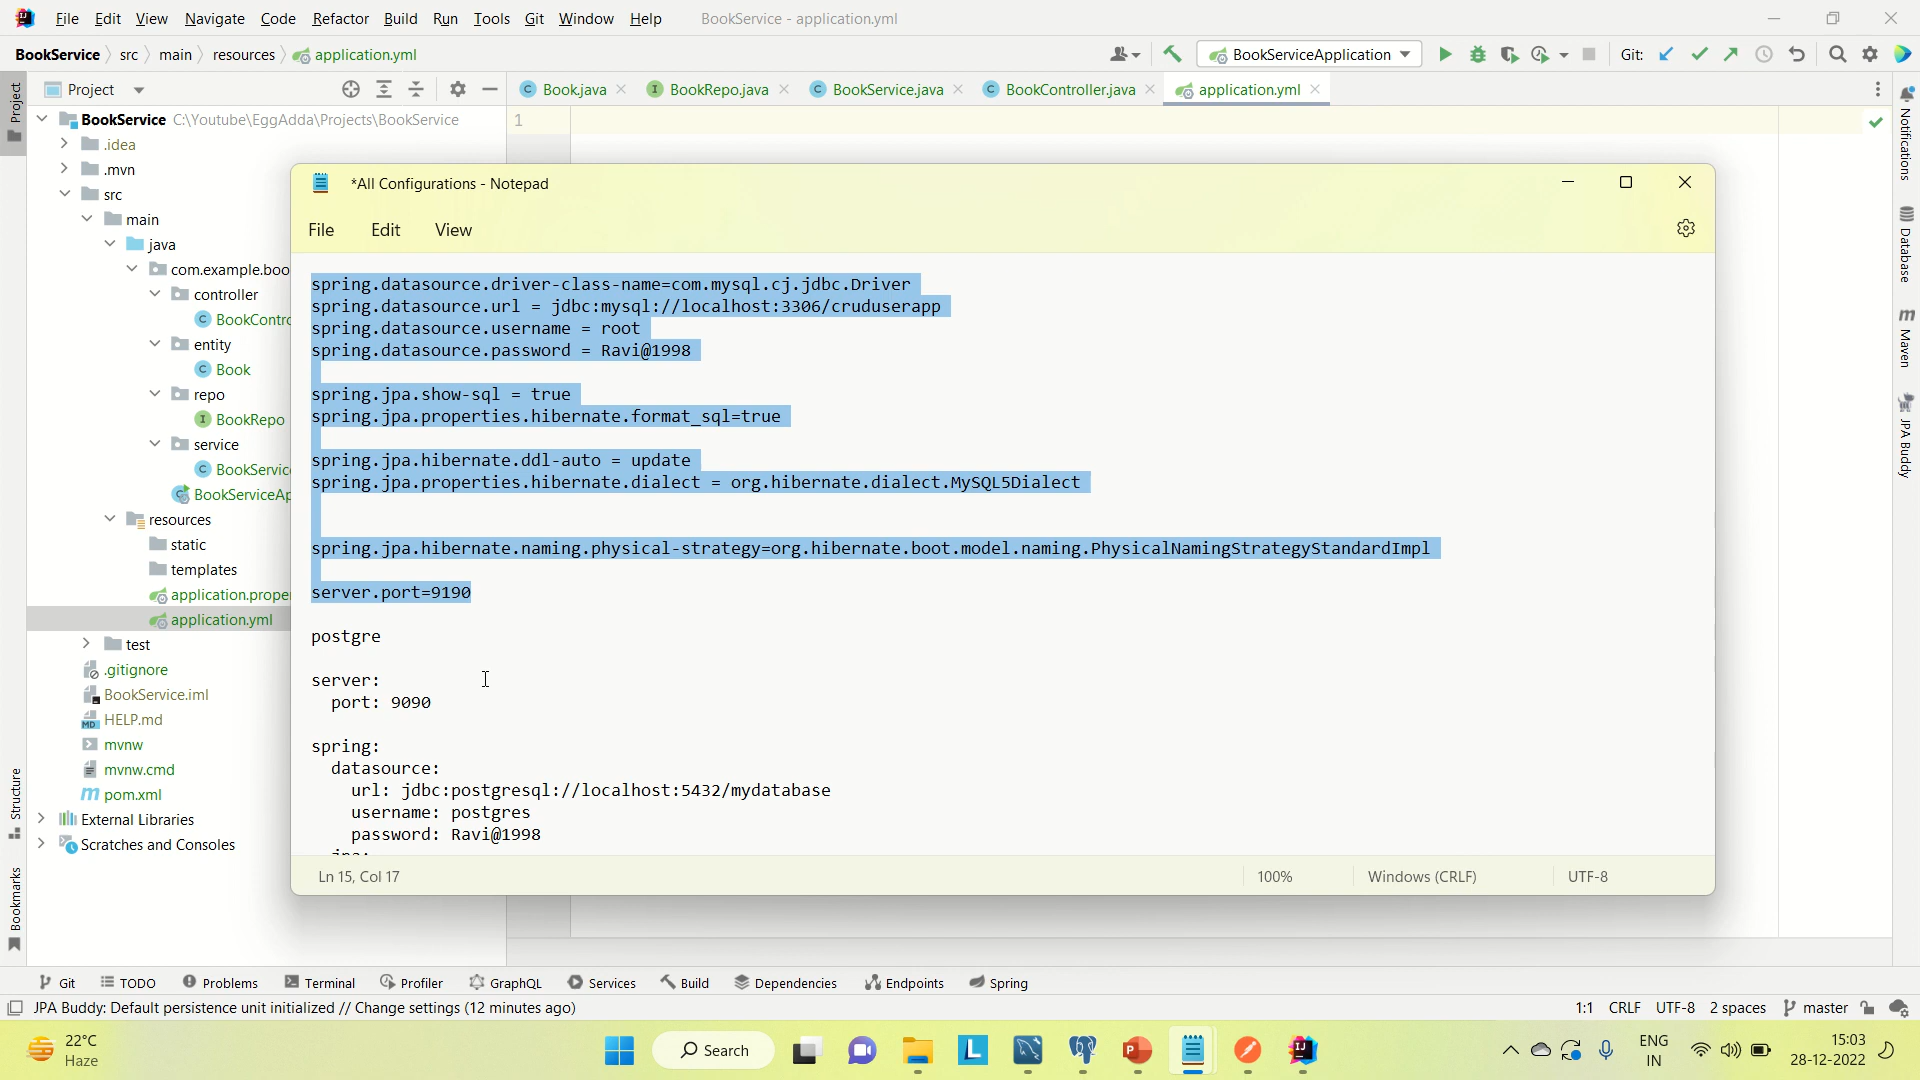 File Edit View Navigate Code Refactor Build Run Tools Git Window Help BookService - application.yml
BookService src main resources application.yml BookServiceApplication Git:
Project Book.java BookRepo.java BookService.java BookController.java application.yml
Project
BookService C:\Youtube\EggAdda\Projects\BookService
1
.idea
.mvn
src
main
java
com.example.boo
controller
BookContro
entity
Book
repo
BookRepo
service
BookServic
BookServiceAp
resources
static
templates
application.prope
application.yml
test
.gitignore
BookService.iml
HELP.md
mvnw
mvnw.cmd
pom.xml
External Libraries
Scratches and Consoles
Structure
Bookmarks
*All Configurations - Notepad
File Edit View
spring.datasource.driver-class-name=com.mysql.cj.jdbc.Driver
spring.datasource.url = jdbc:mysql://localhost:3306/cruduserapp
spring.datasource.username = root
spring.datasource.password = Ravi@1998
spring.jpa.show-sql = true
spring.jpa.properties.hibernate.format_sql=true
spring.jpa.hibernate.ddl-auto = update
spring.jpa.properties.hibernate.dialect = org.hibernate.dialect.MySQL5Dialect
spring.jpa.hibernate.naming.physical-strategy=org.hibernate.boot.model.naming.PhysicalNamingStrategyStandardImpl
server.port=9190
postgre
server:
port: 9090
spring:
datasource:
url: jdbc:postgresql://localhost:5432/mydatabase
username: postgres
password: Ravi@1998
jpa:
Ln 15, Col 17 100% Windows (CRLF) UTF-8
Notifications
Database
Maven
JPA Buddy
Git TODO Problems Terminal Profiler GraphQL Services Build Dependencies Endpoints Spring
JPA Buddy: Default persistence unit initialized // Change settings (12 minutes ago) 1:1 CRLF UTF-8 2 spaces master
22°C
Haze
Search
ENG
IN
15:03
28-12-2022